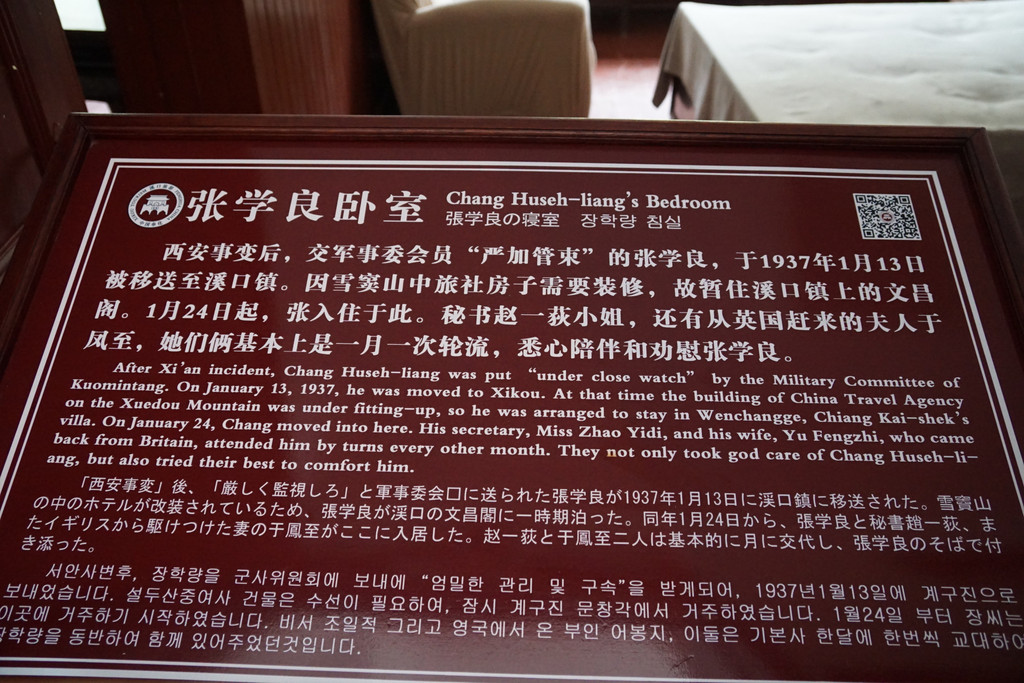 张学良卧室
Chang Huseh-liang's Bedroom
張学良の寝室 장학량 침실
西安事变后，交军事委会员“严加管束”的张学良，于1937年1月13日
被移送至溪口镇。因雪窦山中旅社房子需要装修，故暂住溪口镇上的文昌
阁。1月24日起，张入住于此。秘书赵一荻小姐，还有从英国赶来的夫人于
凤至，她们俩基本上是一月一次轮流，悉心陪伴和劝慰张学良。
After Xi'an incident, Chang Huseh-liang was put “under close watch” by the Military Committee of
Kuomintang. On January 13, 1937, he was moved to Xikou. At that time the building of China Travel Agency
on the Xuedou Mountain was under fitting-up, so he was arranged to stay in Wenchangge, Chiang Kai-shek's
villa. On January 24, Chang moved into here. His secretary, Miss Zhao Yidi, and his wife, Yu Fengzhi, who came
back from Britain, attended him by turns every other month. They not only took god care of Chang Huseh-li-
ang, but also tried their best to comfort him.
「西安事変」後、「厳しく監視しろ」と軍事委会口に送られた張学良が1937年1月13日に渓口鎮に移送された。雪竇山
の中のホテルが改装されているため、張学良が渓口の文昌閣に一時期泊った。同年1月24日から、張学良と秘書趙一荻、ま
たイギリスから駆けつけた妻の于鳳至がここに入居した。赵一荻と于鳳至二人は基本的に月に交代し、張学良のそばで付
き添った。
서안사변후, 장학량을 군사위원회에 보내에 “엄밀한 관리 및 구속”을 받게되어, 1937년1월13일에 계구진으로
보내었습니다. 설두산중여사 건물은 수선이 필요하여, 잠시 계구진 문창각에서 거주하였습니다. 1월24일 부터 장씨는
이곳에 거주하기 시작하였습니다. 비서 조일적 그리고 영국에서 온 부인 어봉지, 이둘은 기본사 한달에 한번씩 교대하여
장학량을 동반하여 함께 있어주었던것입니다.